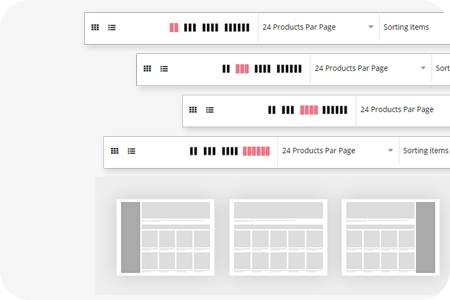 24 Products Par Page Sorting items
24 Products Par Page Sort
24 Products Par Page
24 Products Par Page Sorting items